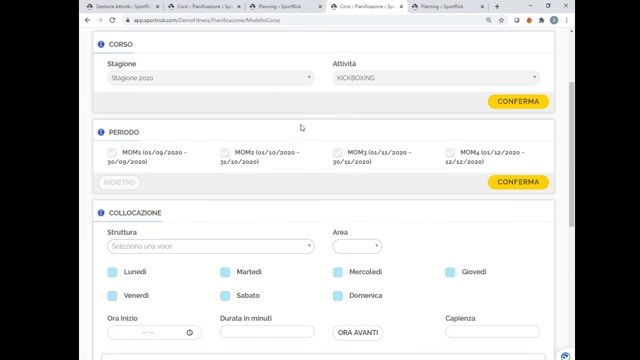 Gestione Attività : SportRick
Corsi : Pianificazione : Sp
Planning :: SportRick
Corsi : Pianificazione : Sp
Planning :: SportRick
app.sportrick.com/DemoFitness/Pianificazione/ModelloCorso
CORSO
Stagione Attività
Stagione 2020 KICKBOXING
CONFERMA
PERIODO
MOM1 (01/09/2020 - MOM2 (01/10/2020 - MOM3 (01/11/2020 - MOM4 (01/12/2020 -
30/09/2020) 31/10/2020) 30/11/2020) 12/12/2020)
INDIETRO CONFERMA
COLLOCAZIONE
Struttura Area
Seleziona una voce
Lunedì Martedì Mercoledì Giovedì
Venerdì Sabato Domenica
Ora Inizio Durata in minuti Capienza
--:-- ORA AVANTI